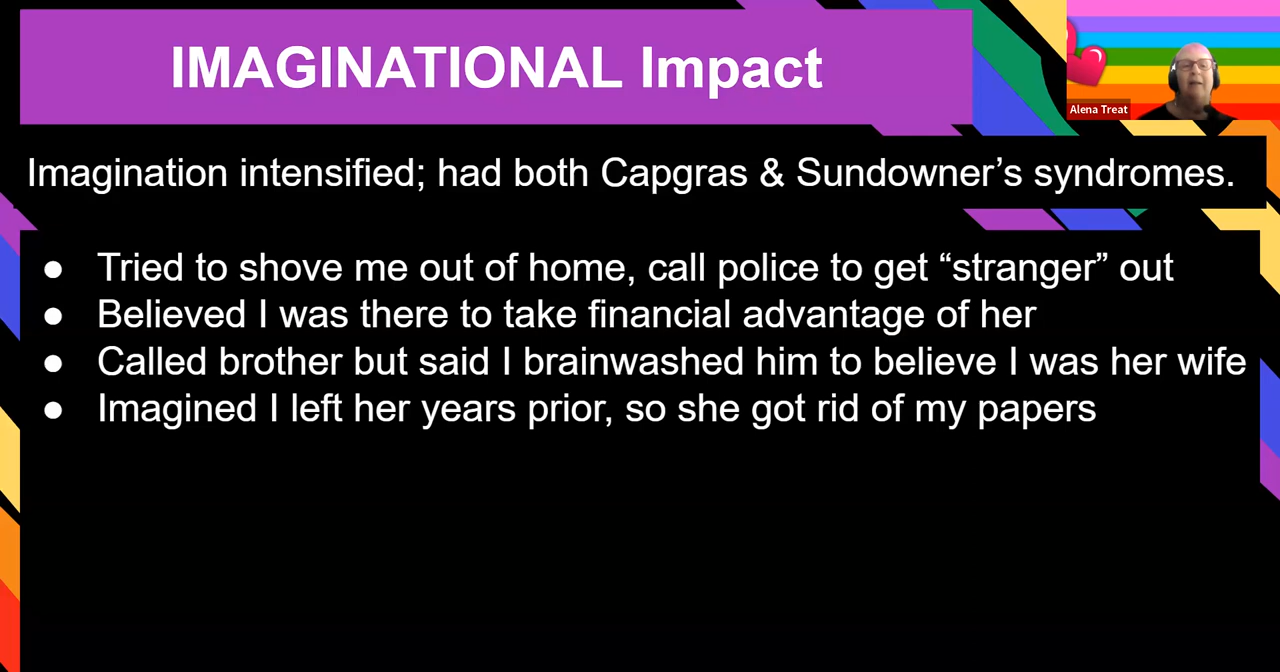 IMAGINATIONAL Impact
Alena Treat
Imagination intensified; had both Capgras & Sundowner’s syndromes.
● Tried to shove me out of home, call police to get “stranger” out
● Believed I was there to take financial advantage of her
● Called brother but said I brainwashed him to believe I was her wife
● Imagined I left her years prior, so she got rid of my papers